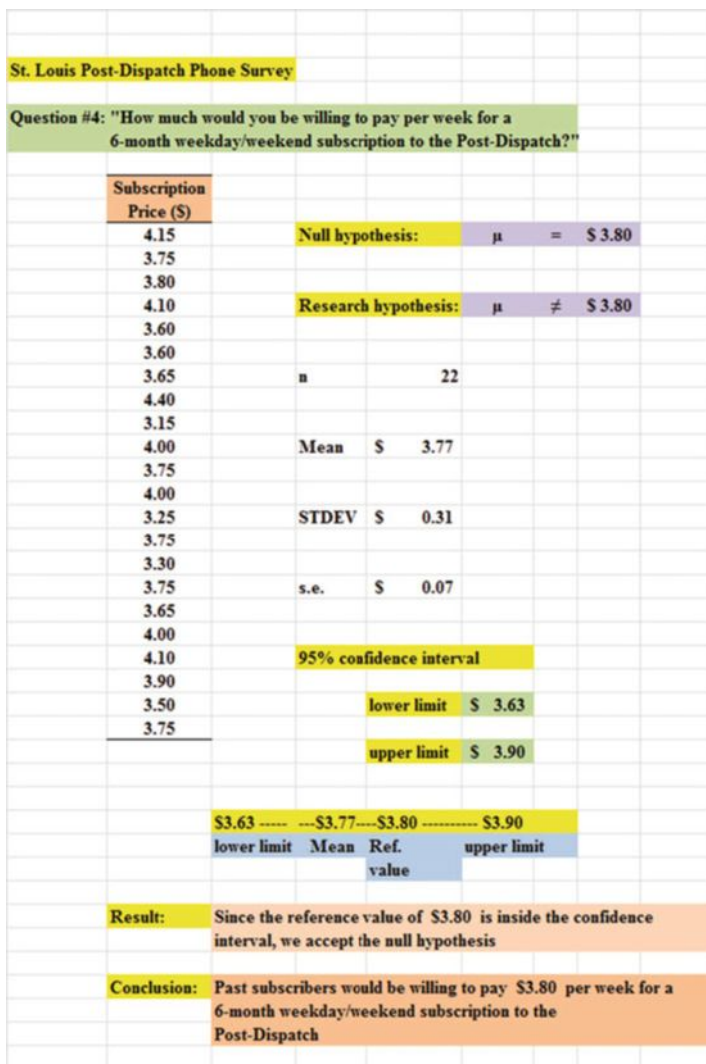 St. Louis Post-Dispatch Phone Survey
Question #4: "How much would you be willing to pay per week for a
6-month weekday/weekend subscription to the Post-Dispatch?"
Subscription
Price ($)
4.15 Null hypothesis: μ = $ 3.80
3.75
3.80
4.10 Research hypothesis: μ ≠ $ 3.80
3.60
3.60
3.65 n 22
4.40
3.15
4.00 Mean $ 3.77
3.75
4.00
3.25 STDEV $ 0.31
3.75
3.30
3.75 s.e. $ 0.07
3.65
4.00
4.10 95% confidence interval
3.90
3.50 lower limit $ 3.63
3.75
upper limit $ 3.90
$3.63 ----- ---$3.77----$3.80 ---------- $3.90
lower limit Mean Ref. upper limit
value
Result: Since the reference value of $3.80 is inside the confidence
interval, we accept the null hypothesis
Conclusion: Past subscribers would be willing to pay $3.80 per week for a
6-month weekday/weekend subscription to the
Post-Dispatch